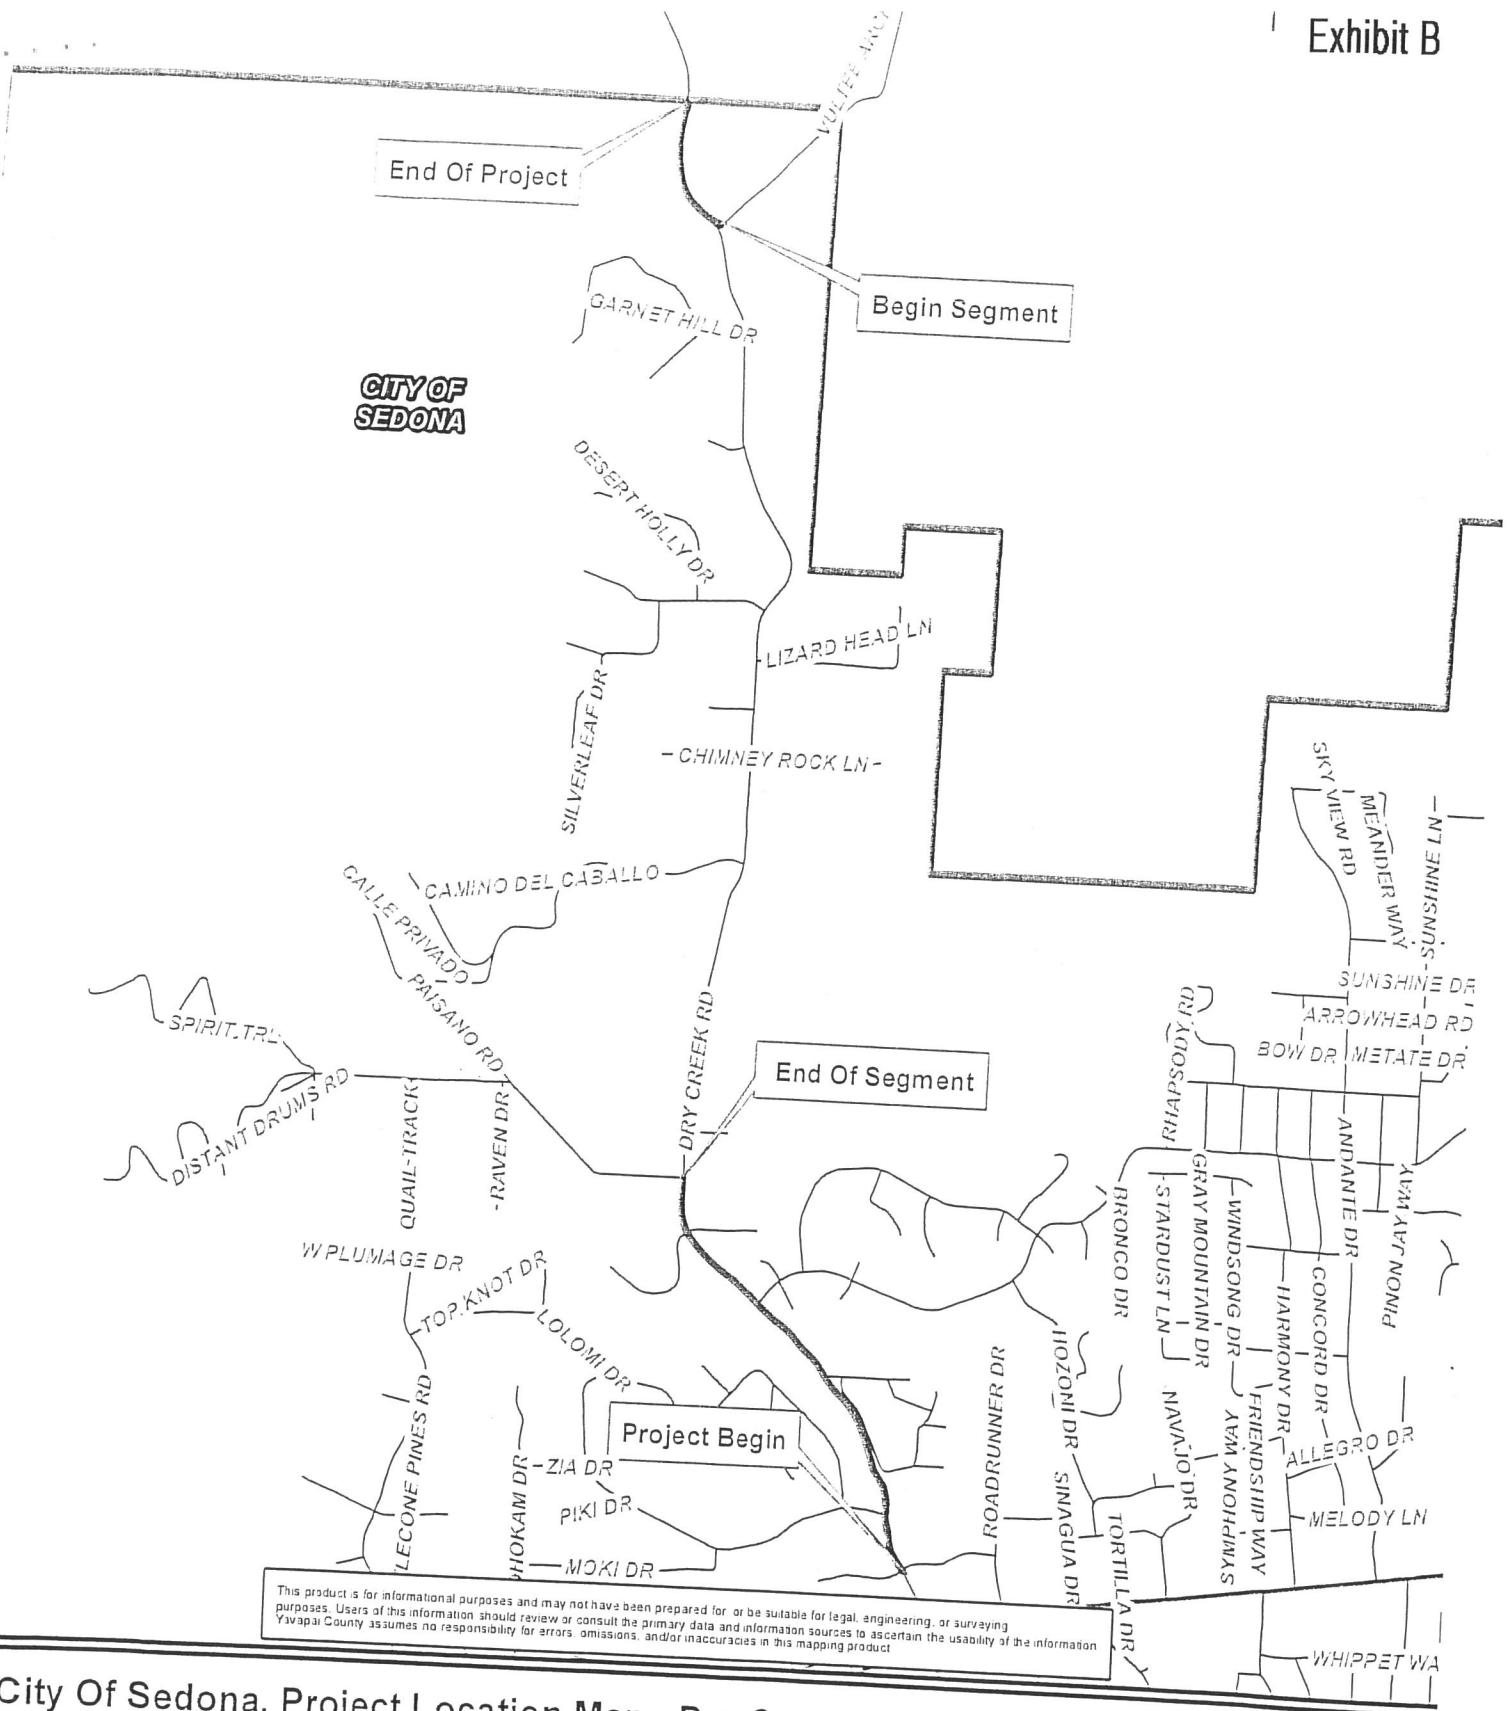 Exhibit B
VULTEE ARCH
End Of Project
Begin Segment
GARNET HILL DR
CITY OF
SEDONA
DESERT HOLLY DR
LIZARD HEAD LN
SILVERLEAF DR
CHIMNEY ROCK LN
SKY VIEW RD
MEANDER WAY
SUNSHINE LN
CAMINO DEL CABALLO
CALLE PRIVADO
PAISANO RD
SPIRIT TRL
DISTANT DRUMS RD
QUAIL TRACK
RAVEN DR
DRY CREEK RD
End Of Segment
SUNSHINE DR
ARROWHEAD RD
BOW DR
METATE DR
RHAPSODY RD
W PLUMAGE DR
TOP KNOT DR
LOLOMI DR
BRONCO DR
STARDUST LN
GRAY MOUNTAIN DR
WINDSONG DR
HARMONY DR
CONCORD DR
ANDANTE DR
PINON JAY WAY
Project Begin
LECONE PINES RD
HOKAM DR
ZIA DR
PIKI DR
MOKI DR
ROADRUNNER DR
HOZONI DR
SINAGUA DR
TORTILLA DR
NAVAJO DR
SYMPHONY WAY
FRIENDSHIP WAY
ALLEGRO DR
MELODY LN
WHIPPET WA
This product is for informational purposes and may not have been prepared for or be suitable for legal, engineering, or surveying
purposes. Users of this information should review or consult the primary data and information sources to ascertain the usability of the information
Yavapai County assumes no responsibility for errors, omissions, and/or inaccuracies in this mapping product
City Of Sedona, Project Location Map